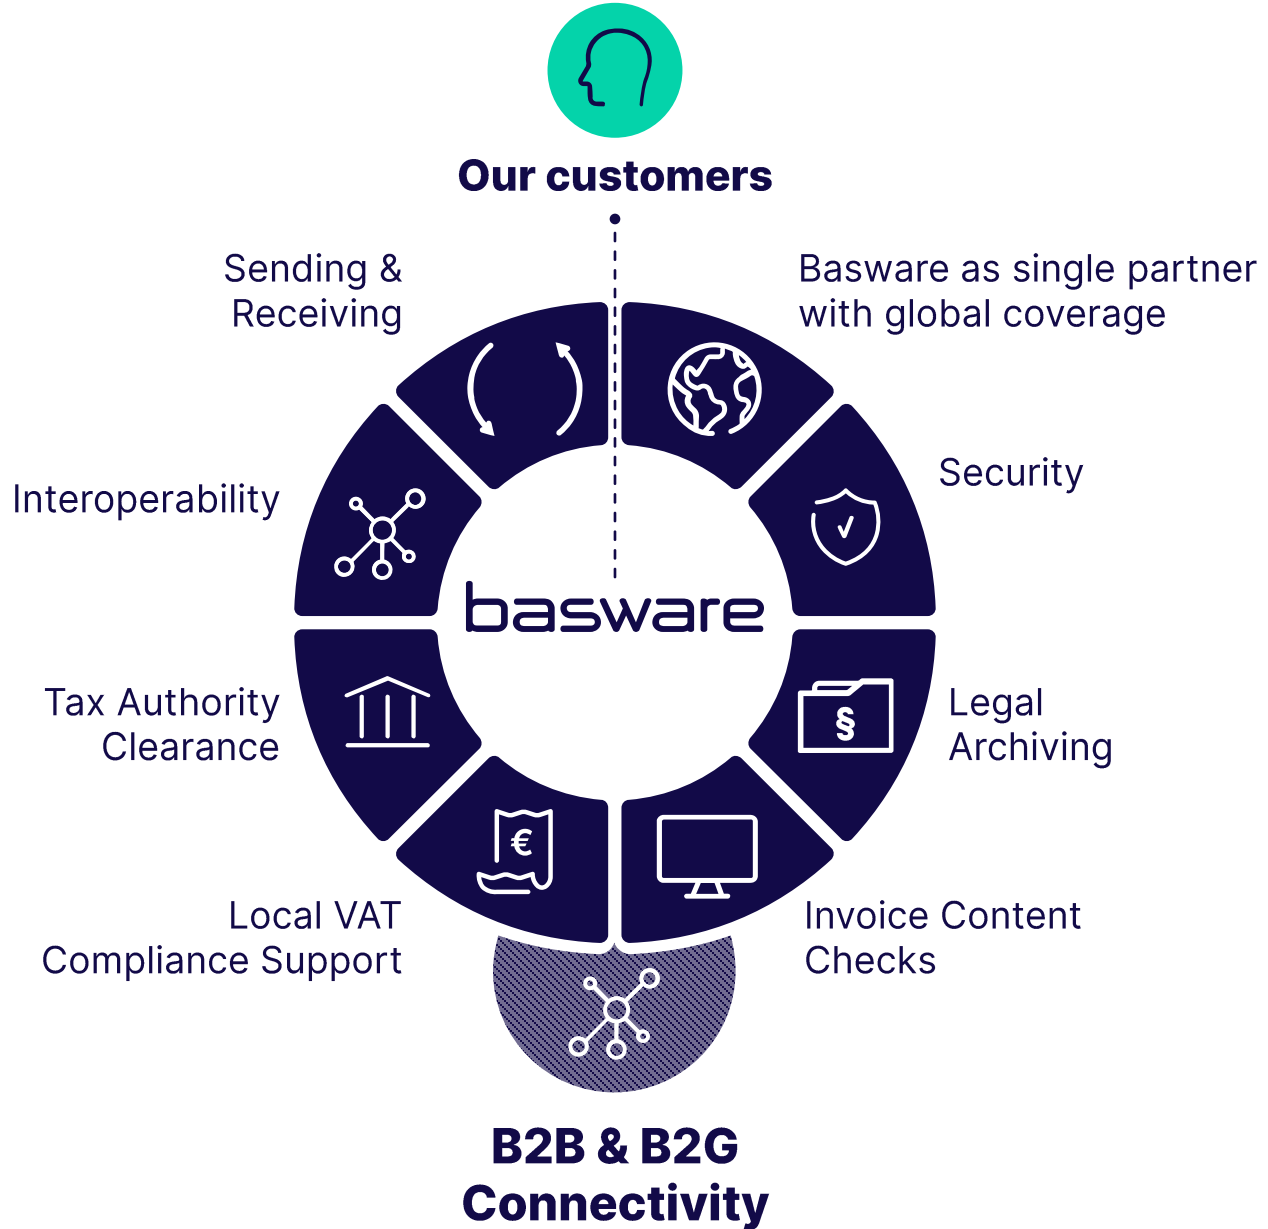 Our customers
Sending &
Receiving
Basware as single partner
with global coverage
Security
Interoperability
basware
Tax Authority
Clearance
Legal
Archiving
§
€
Local VAT
Compliance Support
Invoice Content
Checks
B2B & B2G
Connectivity